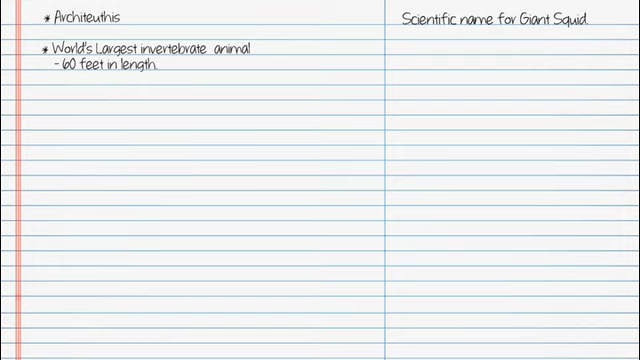 * Architeuthis
* World's Largest invertebrate animal
- 60 feet in length.
Scientific name for Giant Squid.